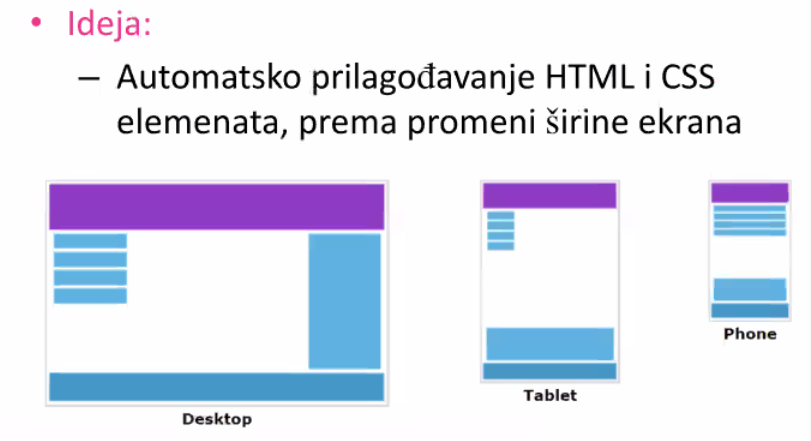 • Ideja:
– Automatsko prilagođavanje HTML i CSS
elemenata, prema promeni širine ekrana
Desktop
Tablet
Phone